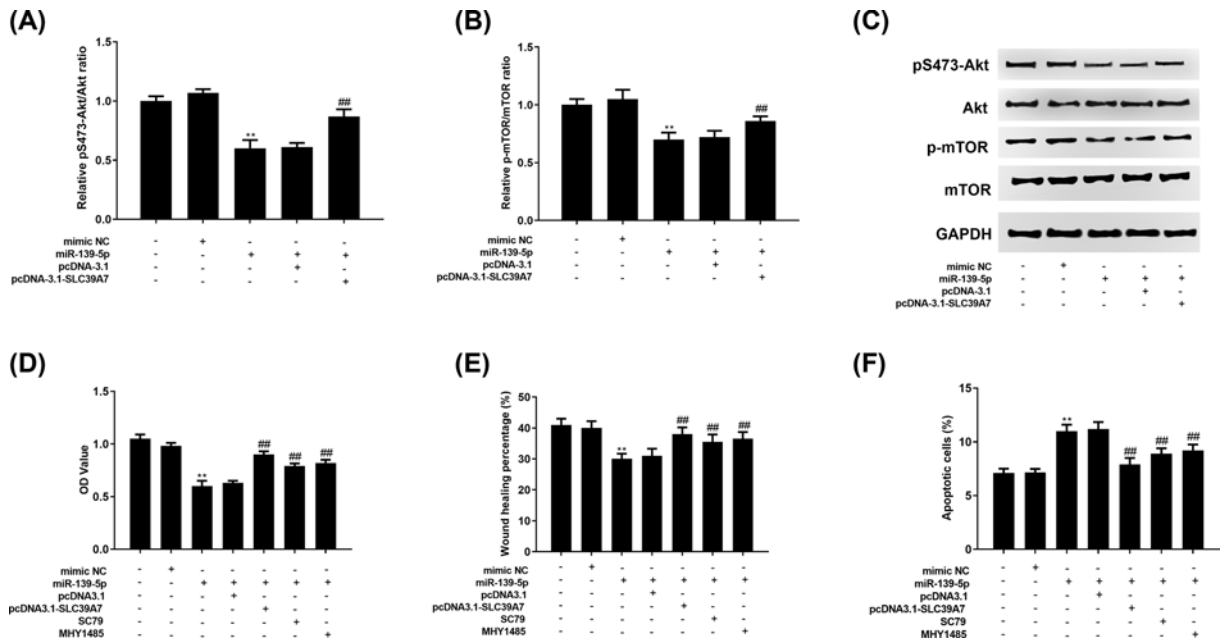 (A)
Relative pS473-Akt/Akt ratio
1.5
1.0
0.5
0.0
**
##
mimic NC - + - - -
miR-139-5p - - + + +
pcDNA-3.1 - - - + -
pcDNA-3.1-SLC39A7 - - - - +
(B)
Relative p-mTOR/mTOR ratio
1.5
1.0
0.5
0.0
**
##
mimic NC - + - - -
miR-139-5p - - + + +
pcDNA-3.1 - - - + -
pcDNA-3.1-SLC39A7 - - - - +
(C)
pS473-Akt
Akt
p-mTOR
mTOR
GAPDH
mimic NC - + - - -
miR-139-5p - - + + +
pcDNA-3.1 - - - + -
pcDNA-3.1-SLC39A7 - - - - +
(D)
OD Value
1.5
1.0
0.5
0.0
**
##
##
##
mimic NC - + - - - - -
miR-139-5p - - + + + + +
pcDNA3.1 - - - + - - -
pcDNA3.1-SLC39A7 - - - - + - -
SC79 - - - - - + -
MHY1485 - - - - - - +
(E)
Wound healing percentage (%)
50
40
30
20
10
0
**
##
##
##
mimic NC - + - - - - -
miR-139-5p - - + + + + +
pcDNA3.1 - - - + - - -
pcDNA3.1-SLC39A7 - - - - + - -
SC79 - - - - - + -
MHY1485 - - - - - - +
(F)
Apoptotic cells (%)
15
10
5
0
**
##
##
##
mimic NC - + - - - - -
miR-139-5p - - + + + + +
pcDNA3.1 - - - + - - -
pcDNA3.1-SLC39A7 - - - - + - -
SC79 - - - - - + -
MHY1485 - - - - - - +